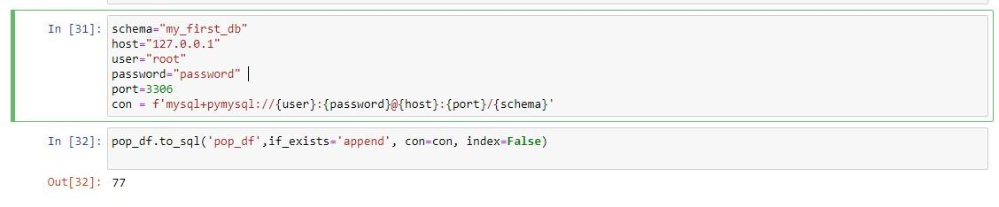 In [31]: schema="my_first_db"
host="127.0.0.1"
user="root"
password="password"
port=3306
con = f'mysql+pymysql://{user}:{password}@{host}:{port}/{schema}'
In [32]: pop_df.to_sql('pop_df',if_exists='append', con=con, index=False)
Out[32]: 77